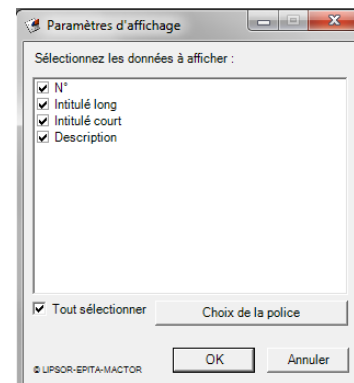 Paramètres d'affichage
Sélectionnez les données à afficher :
N°
Intitulé long
Intitulé court
Description
Tout sélectionner
Choix de la police
© LIPSOR-EPITA-MACTOR
OK
Annuler